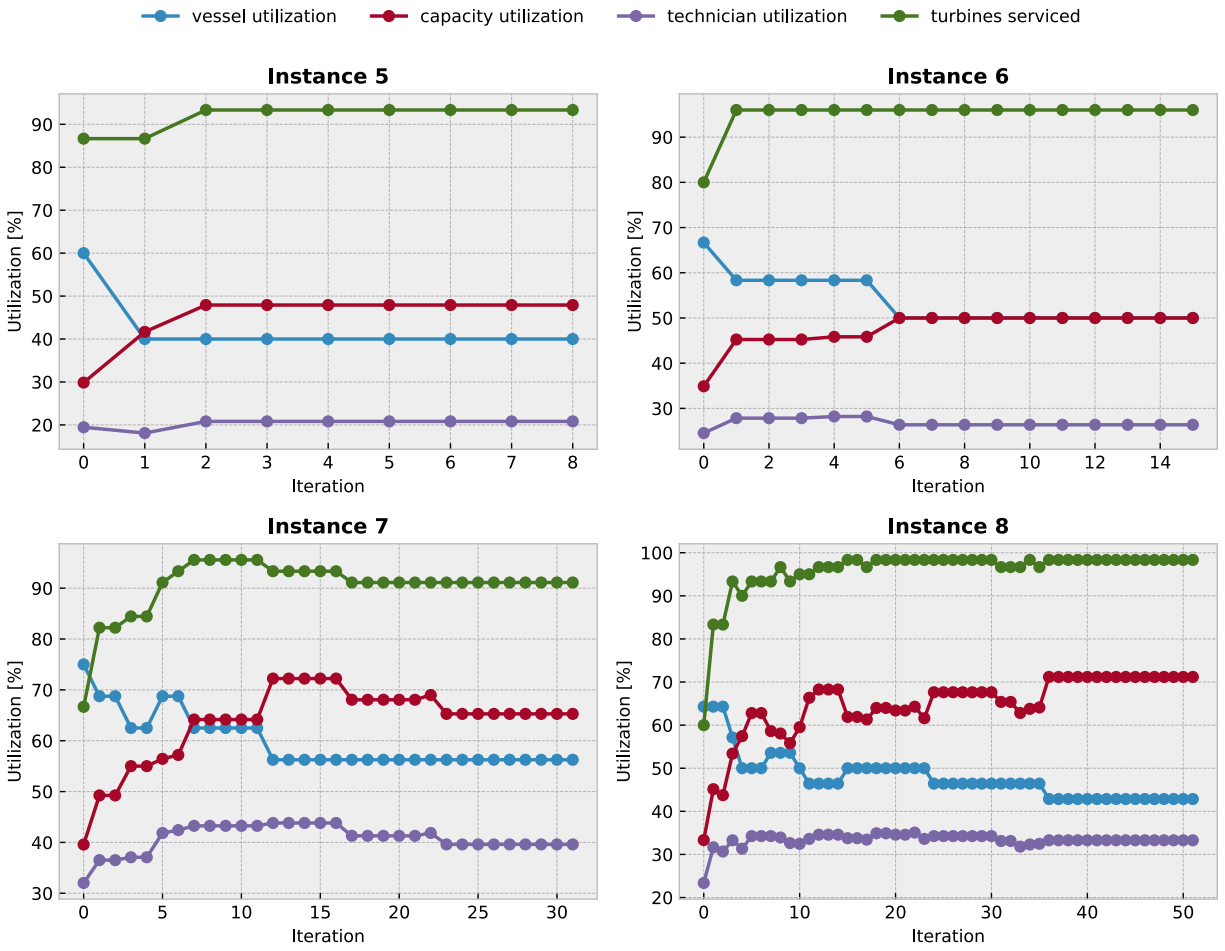 vessel utilization capacity utilization technician utilization turbines serviced
Instance 5
Utilization [%]
90
80
70
60
50
40
30
20
0 1 2 3 4 5 6 7 8
Iteration
Instance 6
Utilization [%]
90
80
70
60
50
40
30
0 2 4 6 8 10 12 14
Iteration
Instance 7
Utilization [%]
90
80
70
60
50
40
30
0 5 10 15 20 25 30
Iteration
Instance 8
Utilization [%]
100
90
80
70
60
50
40
30
20
0 10 20 30 40 50
Iteration